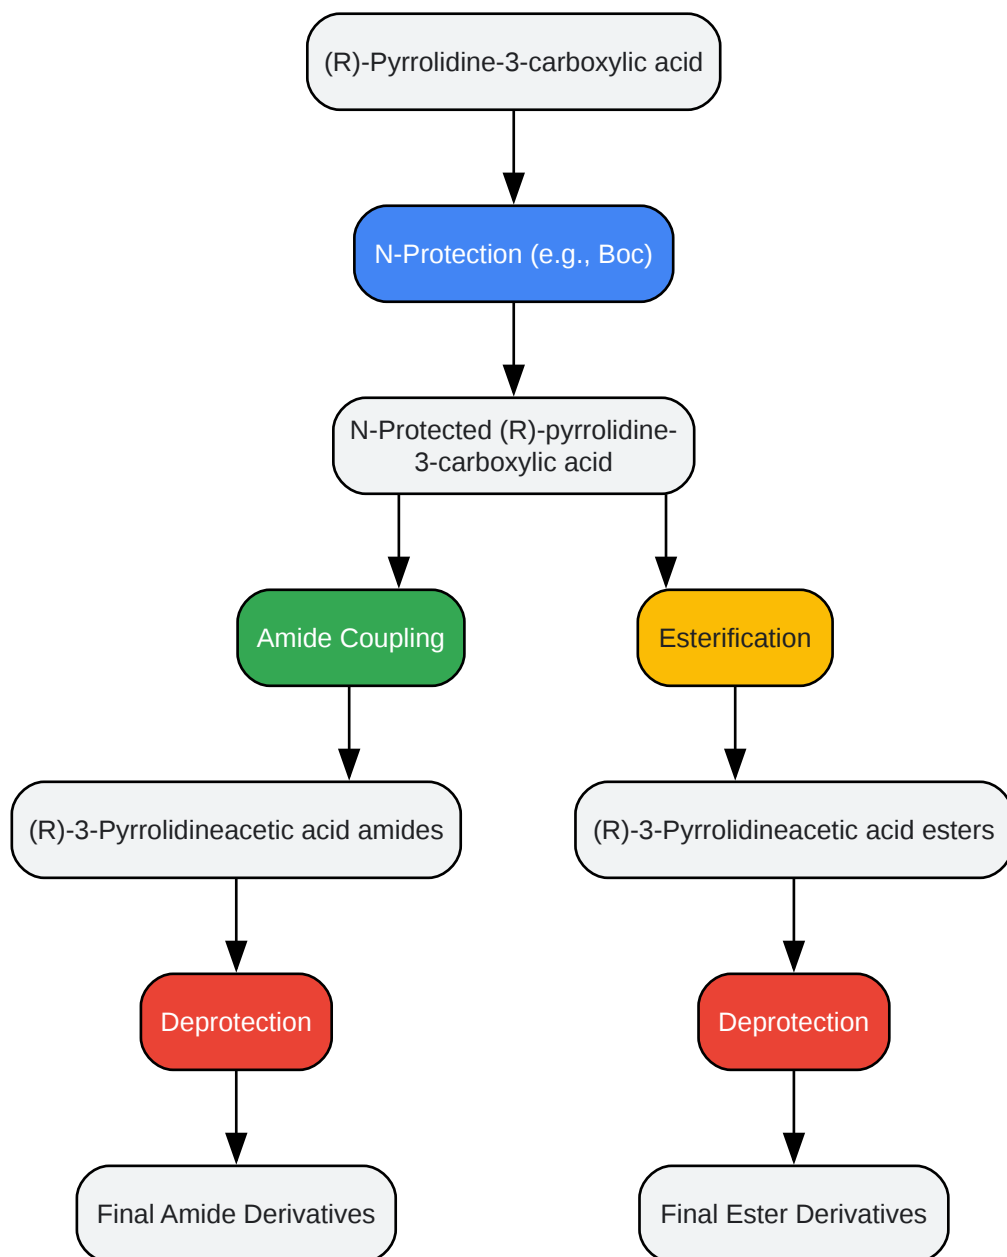 (R)-Pyrrolidine-3-carboxylic acid
N-Protection (e.g., Boc)
N-Protected (R)-pyrrolidine-
3-carboxylic acid
Amide Coupling
Esterification
(R)-3-Pyrrolidineacetic acid amides
(R)-3-Pyrrolidineacetic acid esters
Deprotection
Deprotection
Final Amide Derivatives
Final Ester Derivatives